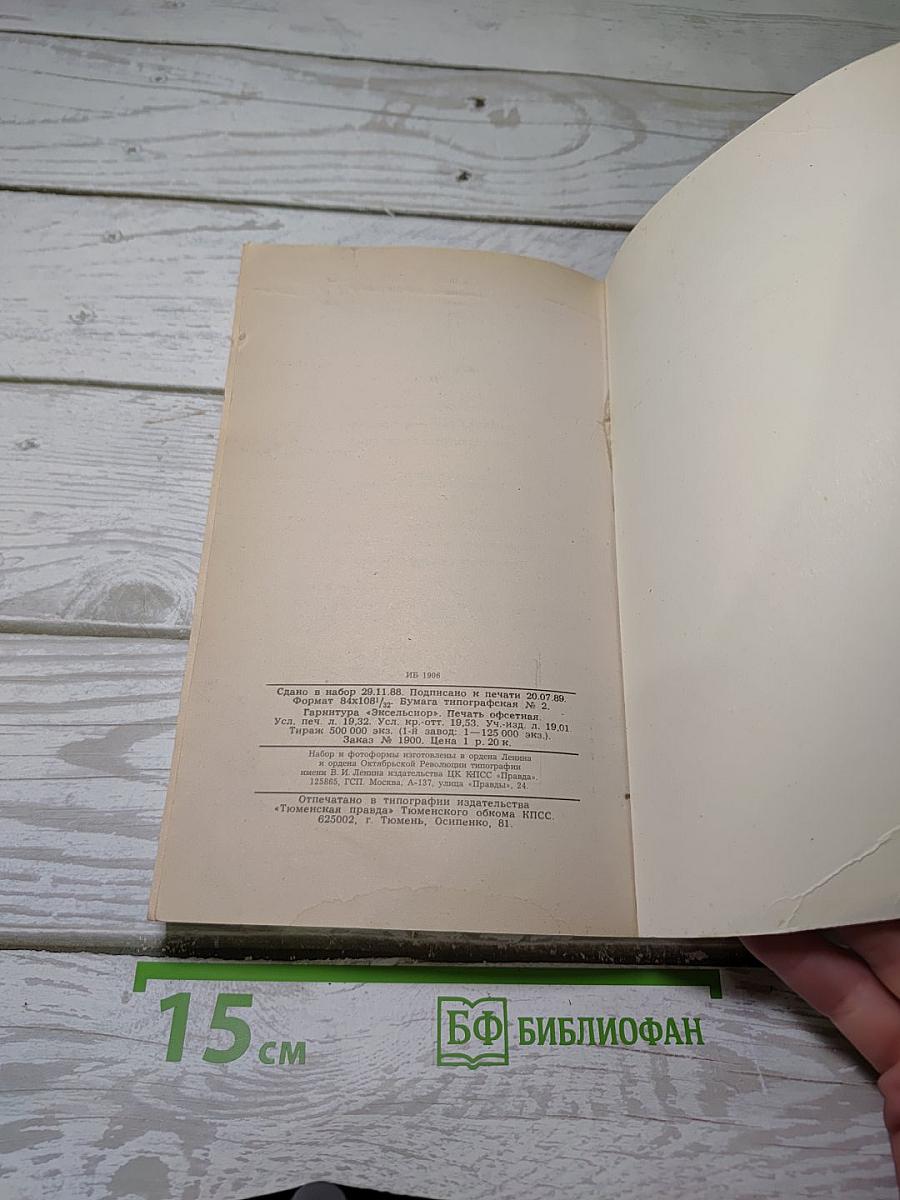 ИБ 1906
Сдано в набор 29.11.88. Подписано к печати 20.07.89.
Формат 84х108¹/₃₂. Бумага типографская № 2.
Гарнитура «Эксельсиор». Печать офсетная.
Усл. печ. л. 19,32. Усл. кр.-отт. 19,53. Уч.-изд. л. 19,01.
Тираж 500 000 экз. (1-й завод: 1—125 000 экз.).
Заказ № 1900. Цена 1 р. 20 к.
Набор и фотоформы изготовлены в ордена Ленина
и ордена Октябрьской Революции типографии
имени В. И. Ленина издательства ЦК КПСС «Правда».
125865, ГСП. Москва, А-137, улица «Правды», 24.
Отпечатано в типографии издательства
«Тюменская правда» Тюменского обкома КПСС.
625002, г. Тюмень, Осипенко, 81.
15 см
БФ БИБЛИОФАН